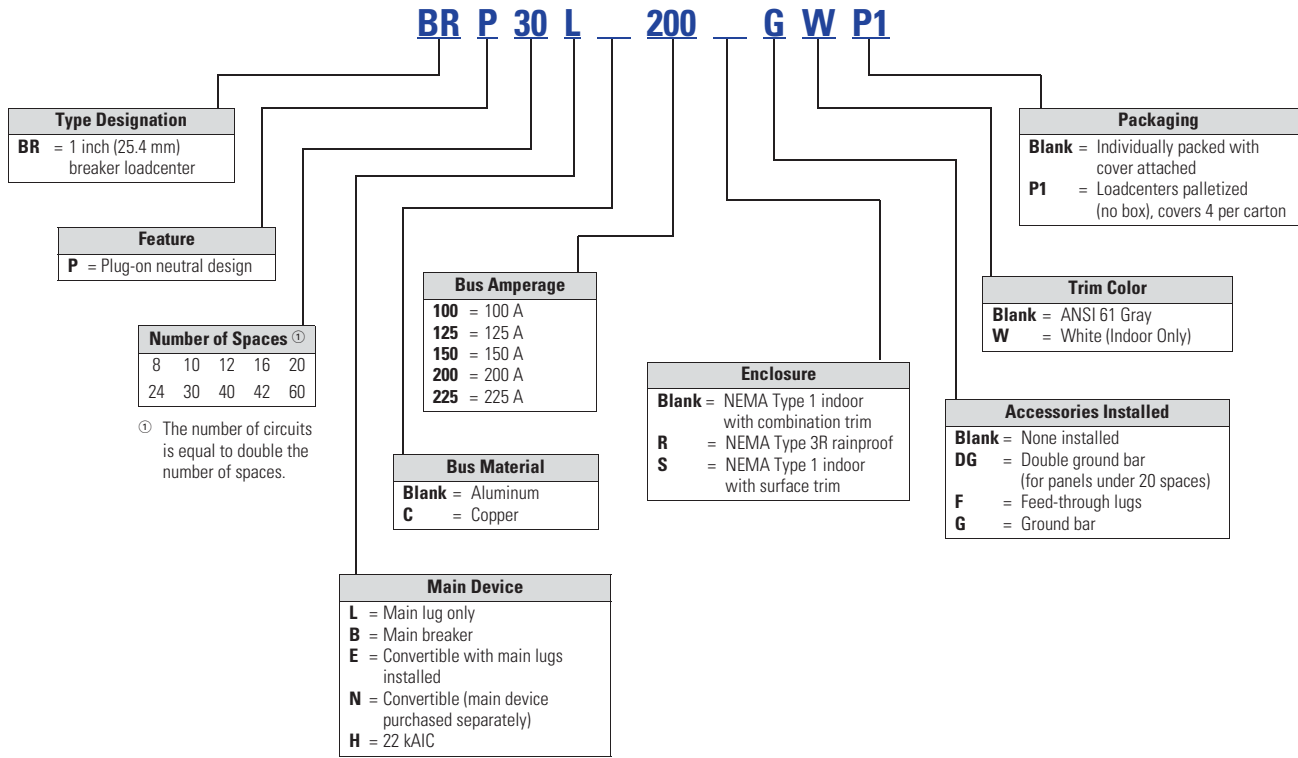 BR P 30 L __ 200 __ G W P1
Type Designation
BR = 1 inch (25.4 mm)
breaker loadcenter
Feature
P = Plug-on neutral design
Number of Spaces ①
8 10 12 16 20
24 30 40 42 60
① The number of circuits
is equal to double the
number of spaces.
Bus Amperage
100 = 100 A
125 = 125 A
150 = 150 A
200 = 200 A
225 = 225 A
Bus Material
Blank = Aluminum
C = Copper
Main Device
L = Main lug only
B = Main breaker
E = Convertible with main lugs
installed
N = Convertible (main device
purchased separately)
H = 22 kAIC
Enclosure
Blank = NEMA Type 1 indoor
with combination trim
R = NEMA Type 3R rainproof
S = NEMA Type 1 indoor
with surface trim
Packaging
Blank = Individually packed with
cover attached
P1 = Loadcenters palletized
(no box), covers 4 per carton
Trim Color
Blank = ANSI 61 Gray
W = White (Indoor Only)
Accessories Installed
Blank = None installed
DG = Double ground bar
(for panels under 20 spaces)
F = Feed-through lugs
G = Ground bar